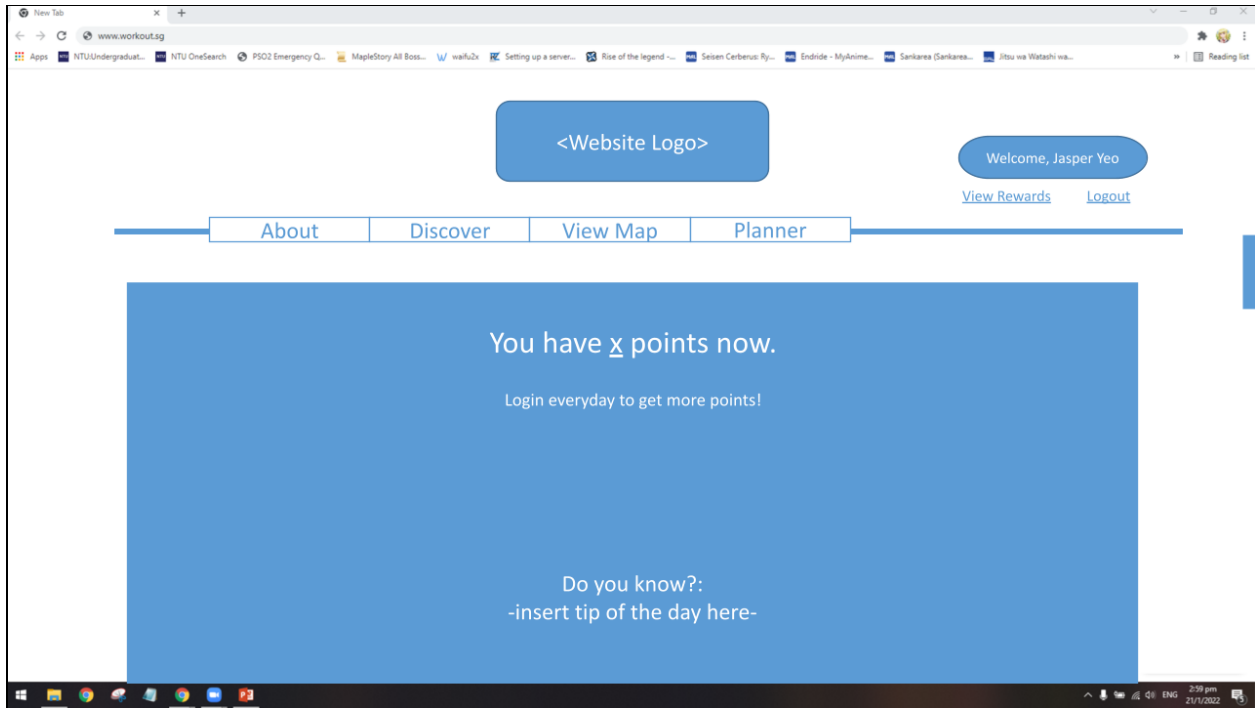 New Tab
www.workout.sg
Apps NTU:Undergraduat... NTU OneSearch PSO2 Emergency Q... MapleStory All Boss... waifu2x Setting up a server... Rise of the legend -... Seisen Cerberus: Ry... Endride - MyAnime... Sankarea (Sankarea... Jitsu wa Watashi wa... » Reading list
<Website Logo>
Welcome, Jasper Yeo
View Rewards Logout
About Discover View Map Planner
You have x points now.
Login everyday to get more points!
Do you know?:
-insert tip of the day here-
ENG 2:59 pm
21/1/2022